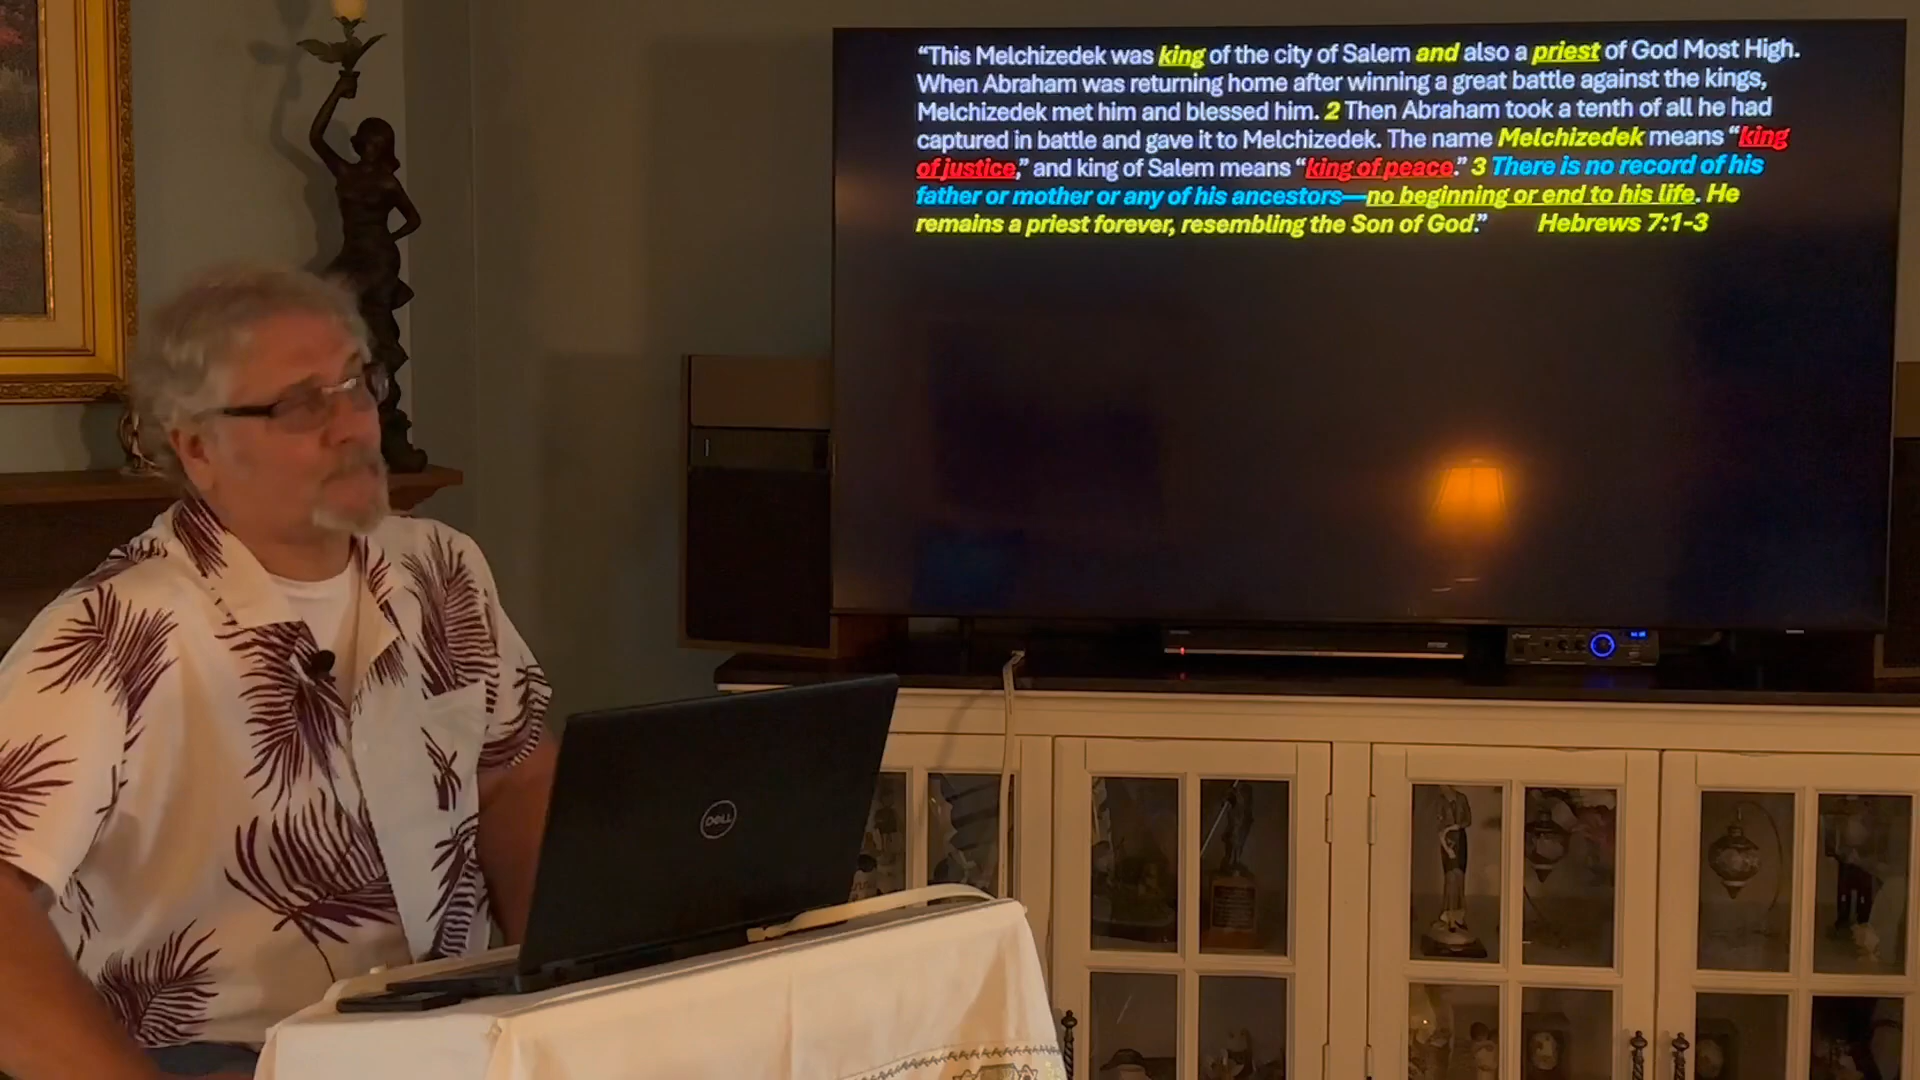 “This Melchizedek was king of the city of Salem and also a priest of God Most High.
When Abraham was returning home after winning a great battle against the kings,
Melchizedek met him and blessed him. 2 Then Abraham took a tenth of all he had
captured in battle and gave it to Melchizedek. The name Melchizedek means “king
of justice,” and king of Salem means “king of peace.” 3 There is no record of his
father or mother or any of his ancestors—no beginning or end to his life. He
remains a priest forever, resembling the Son of God.” Hebrews 7:1-3
DELL